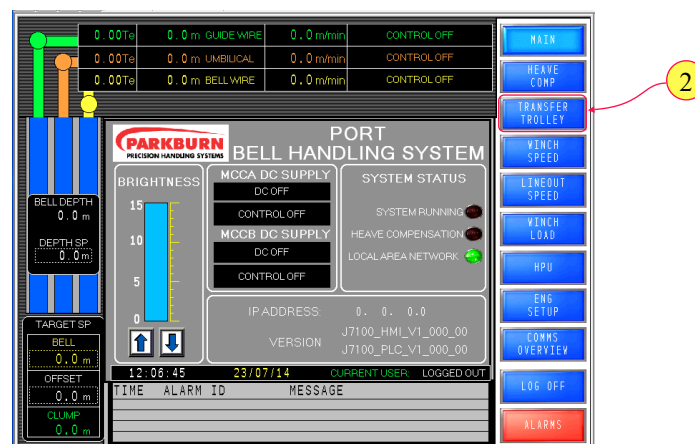 0.00Te 0.0 m GUIDE WIRE 0.0 m/min CONTROL OFF
0.00Te 0.0 m UMBILICAL 0.0 m/min CONTROL OFF
0.00Te 0.0 m BELL WIRE 0.0 m/min CONTROL OFF
MAIN
HEAVE
COMP
TRANSFER
TROLLEY
2
WINCH
SPEED
LINEOUT
SPEED
WINCH
LOAD
HPU
ENG
SETUP
COMMS
OVERVIEW
LOG OFF
ALARMS
PARKBURN
PRECISION HANDLING SYSTEMS
PORT
BELL HANDLING SYSTEM
BRIGHTNESS
15
10
5
0
MCCA DC SUPPLY
DC OFF
CONTROL OFF
MCCB DC SUPPLY
DC OFF
CONTROL OFF
SYSTEM STATUS
SYSTEM RUNNING
HEAVE COMPENSATION
LOCAL AREA NETWORK
IP ADDRESS 0. 0. 0.0
VERSION J7100_HMI_V1_000_00
J7100_PLC_V1_000_00
BELL DEPTH
0.0 m
DEPTH SP
0.0 m
TARGET SP
BELL
0.0 m
OFFSET
0.0 m
CLUMP
0.0 m
12:06:45 23/07/14 CURRENT USER: LOGGED OUT
TIME ALARM ID MESSAGE